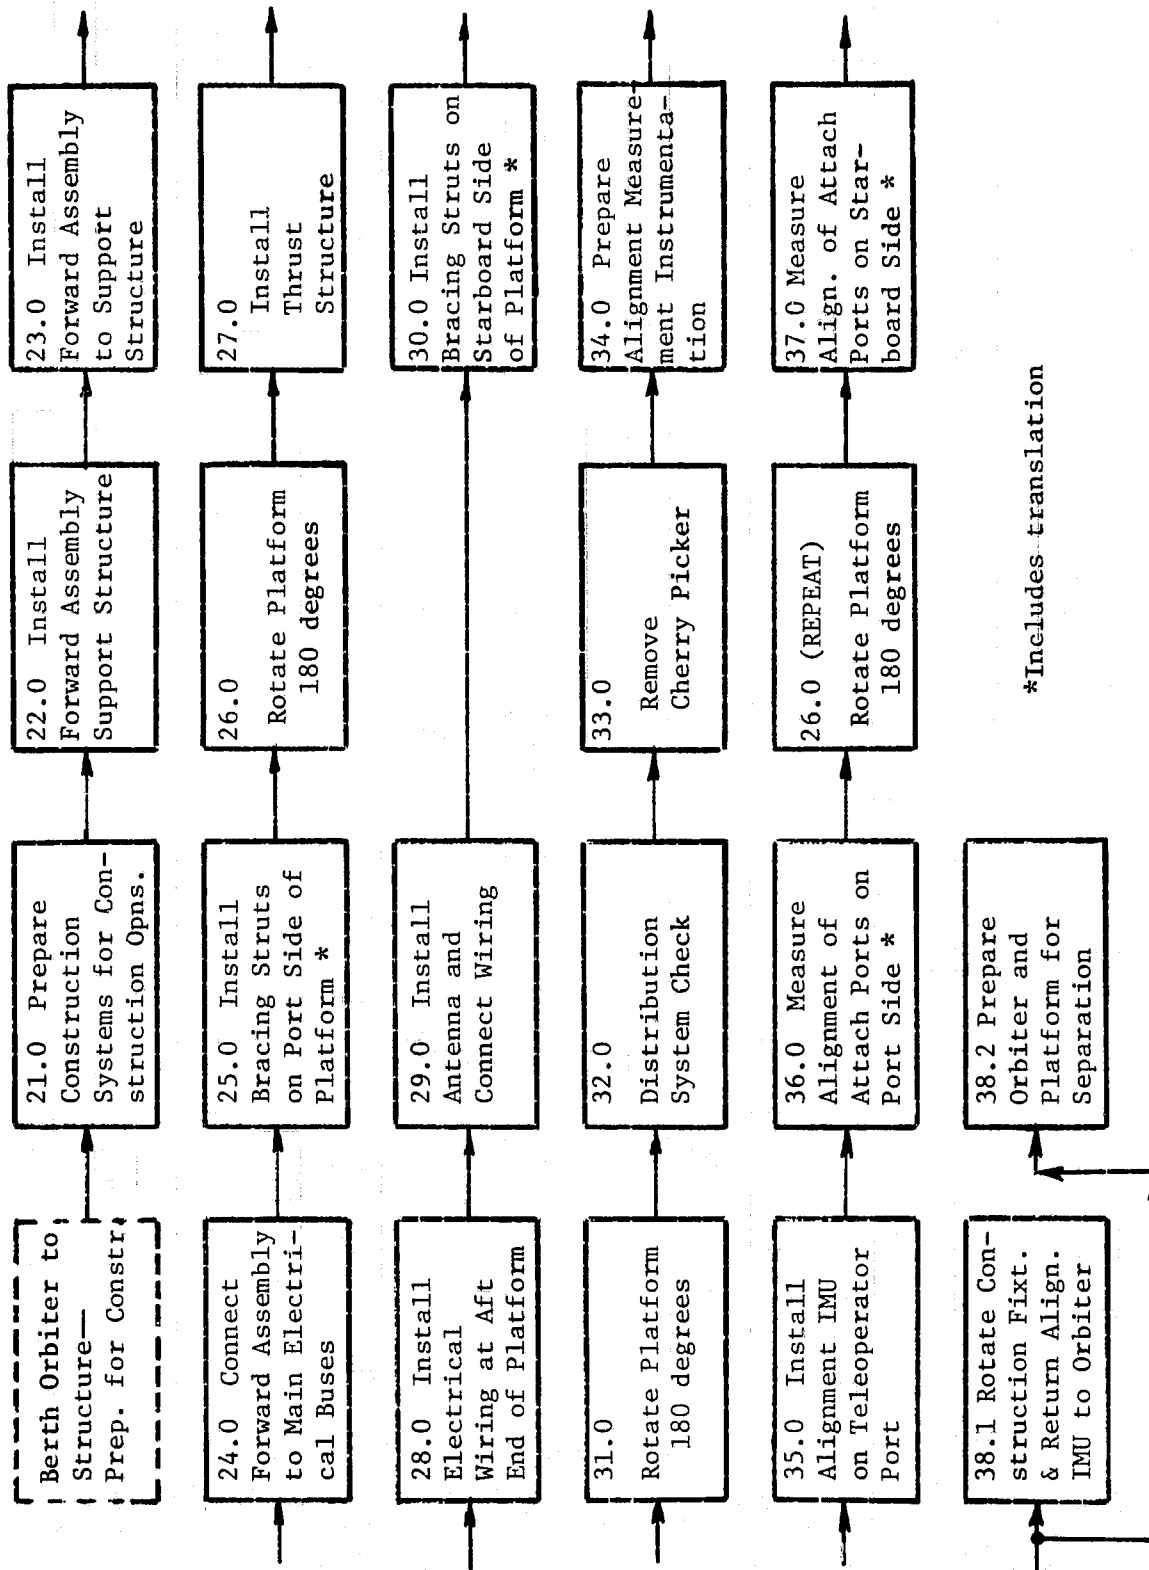 Berth Orbiter to
Structure—
Prep. for Constr.
21.0 Prepare
Construction
Systems for Con-
struction Opns.
22.0 Install
Forward Assembly
Support Structure
23.0 Install
Forward Assembly
to Support
Structure
24.0 Connect
Forward Assembly
to Main Electri-
cal Buses
25.0 Install
Bracing Struts
on Port Side of
Platform *
26.0
Rotate Platform
180 degrees
27.0
Install
Thrust
Structure
28.0 Install
Electrical
Wiring at Aft
End of Platform
29.0 Install
Antenna and
Connect Wiring
30.0 Install
Bracing Struts on
Starboard Side
of Platform *
31.0
Rotate Platform
180 degrees
32.0
Distribution
System Check
33.0
Remove
Cherry Picker
34.0 Prepare
Alignment Measure-
ment Instrumenta-
tion
35.0 Install
Alignment IMU
on Teleoperator
Port
36.0 Measure
Alignment of
Attach Ports on
Port Side *
26.0 (REPEAT)
Rotate Platform
180 degrees
37.0 Measure
Align. of Attach
Ports on Star-
board Side *
38.1 Rotate Con-
struction Fixt.
& Return Align.
IMU to Orbiter
38.2 Prepare
Orbiter and
Platform for
Separation
*Includes translation